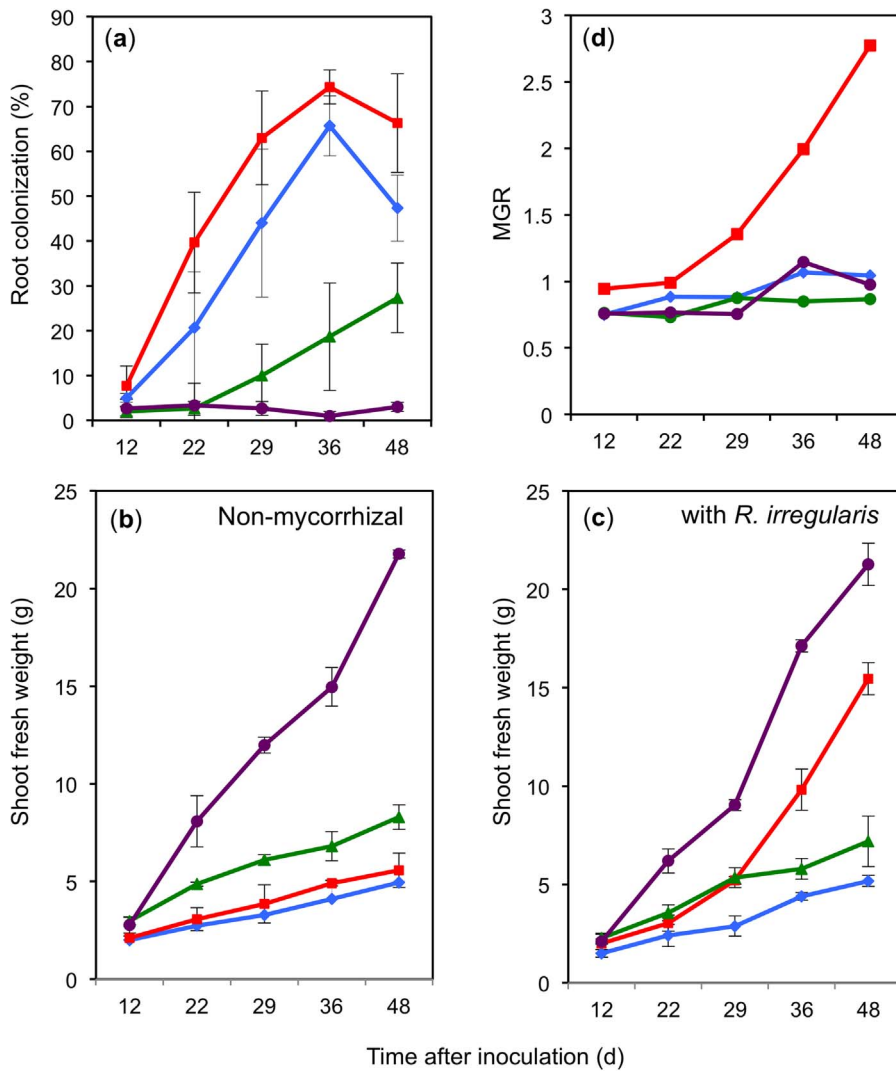 (a)
Root colonization (%)
90
80
70
60
50
40
30
20
10
0
12 22 29 36 48
(d)
MGR
3
2.5
2
1.5
1
0.5
0
12 22 29 36 48
(b) Non-mycorrhizal
Shoot fresh weight (g)
25
20
15
10
5
0
12 22 29 36 48
(c) with R. irregularis
Shoot fresh weight (g)
25
20
15
10
5
0
12 22 29 36 48
Time after inoculation (d)